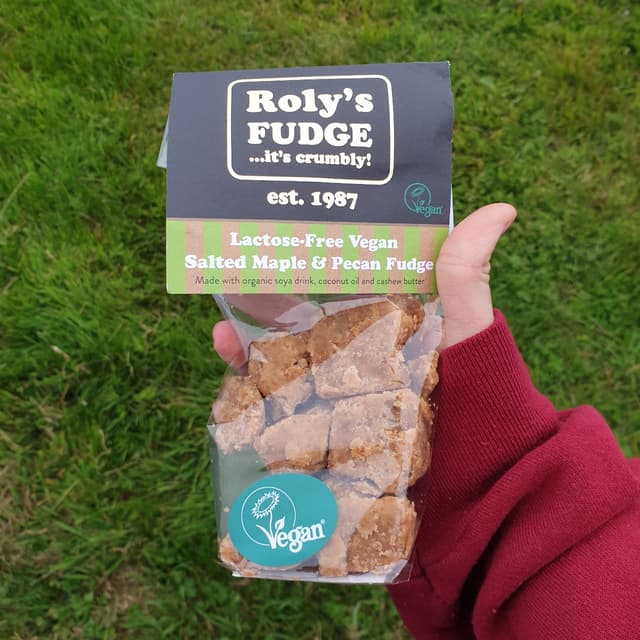 Roly's
FUDGE
...it's crumbly!
est. 1987
Vegan
Lactose-Free Vegan
Salted Maple & Pecan Fudge
Made with organic soya drink, coconut oil and cashew butter
Vegan®